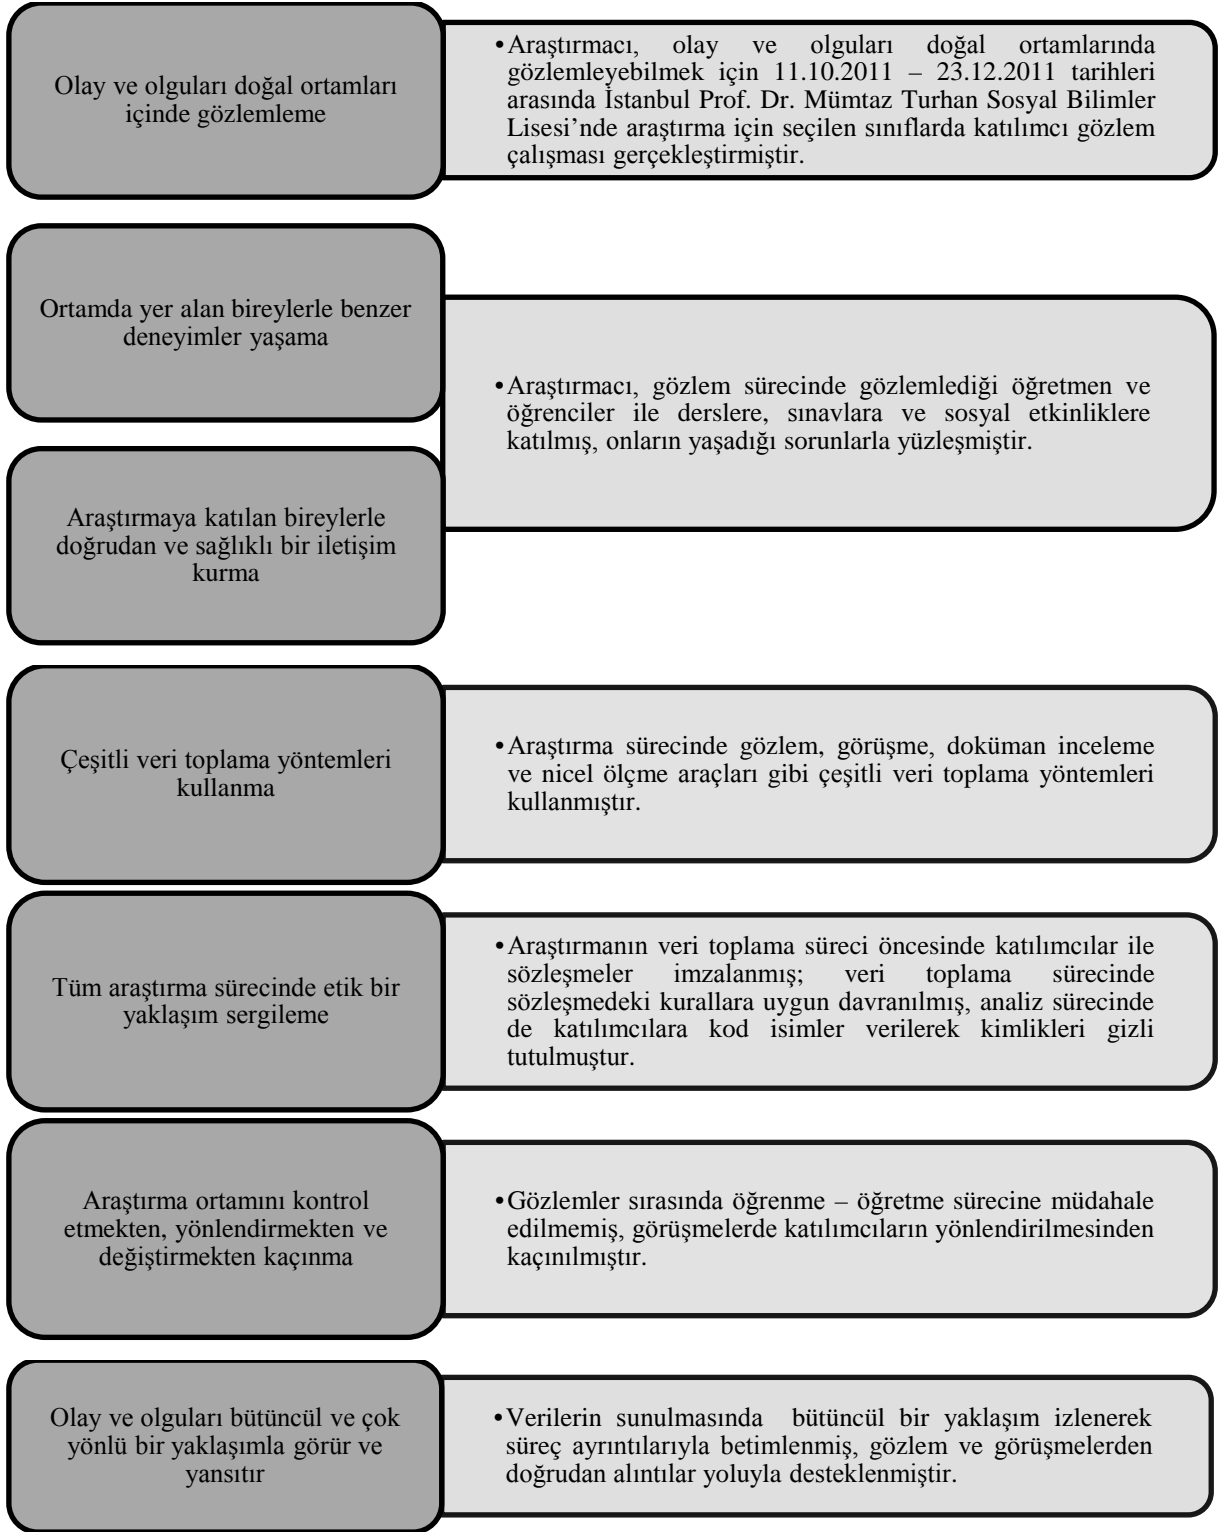 Olay ve olguları doğal ortamları
içinde gözlemleme
•Araştırmacı, olay ve olguları doğal ortamlarında
gözlemleyebilmek için 11.10.2011 – 23.12.2011 tarihleri
arasında İstanbul Prof. Dr. Mümtaz Turhan Sosyal Bilimler
Lisesi’nde araştırma için seçilen sınıflarda katılımcı gözlem
çalışması gerçekleştirmiştir.
Ortamda yer alan bireylerle benzer
deneyimler yaşama
Araştırmaya katılan bireylerle
doğrudan ve sağlıklı bir iletişim
kurma
•Araştırmacı, gözlem sürecinde gözlemlediği öğretmen ve
öğrenciler ile derslere, sınavlara ve sosyal etkinliklere
katılmış, onların yaşadığı sorunlarla yüzleşmiştir.
Çeşitli veri toplama yöntemleri
kullanma
•Araştırma sürecinde gözlem, görüşme, doküman inceleme
ve nicel ölçme araçları gibi çeşitli veri toplama yöntemleri
kullanmıştır.
Tüm araştırma sürecinde etik bir
yaklaşım sergileme
•Araştırmanın veri toplama süreci öncesinde katılımcılar ile
sözleşmeler imzalanmış; veri toplama sürecinde
sözleşmedeki kurallara uygun davranılmış, analiz sürecinde
de katılımcılara kod isimler verilerek kimlikleri gizli
tutulmuştur.
Araştırma ortamını kontrol
etmekten, yönlendirmekten ve
değiştirmekten kaçınma
•Gözlemler sırasında öğrenme – öğretme sürecine müdahale
edilmemiş, görüşmelerde katılımcıların yönlendirilmesinden
kaçınılmıştır.
Olay ve olguları bütüncül ve çok
yönlü bir yaklaşımla görür ve
yansıtır
•Verilerin sunulmasında bütüncül bir yaklaşım izlenerek
süreç ayrıntılarıyla betimlenmiş, gözlem ve görüşmelerden
doğrudan alıntılar yoluyla desteklenmiştir.